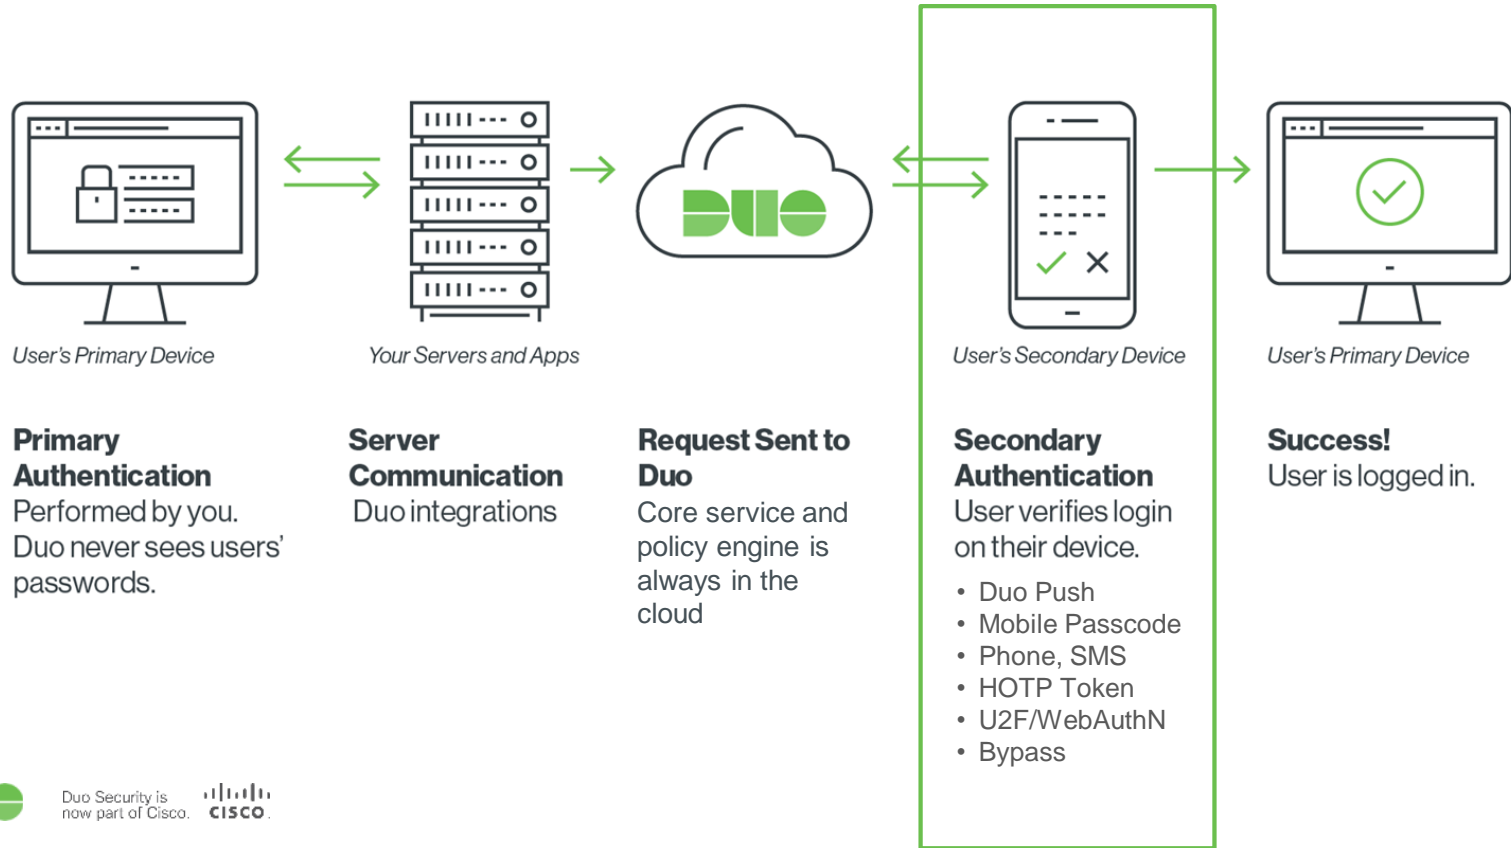 DUO
User's Primary Device
Your Servers and Apps
User's Secondary Device
User's Primary Device
Primary
Authentication
Performed by you.
Duo never sees users'
passwords.
Server
Communication
Duo integrations
Request Sent to
Duo
Core service and
policy engine is
always in the
cloud
Secondary
Authentication
User verifies login
on their device.
• Duo Push
• Mobile Passcode
• Phone, SMS
• HOTP Token
• U2F/WebAuthN
• Bypass
Success!
User is logged in.
Duo Security is
now part of Cisco.
CISCO